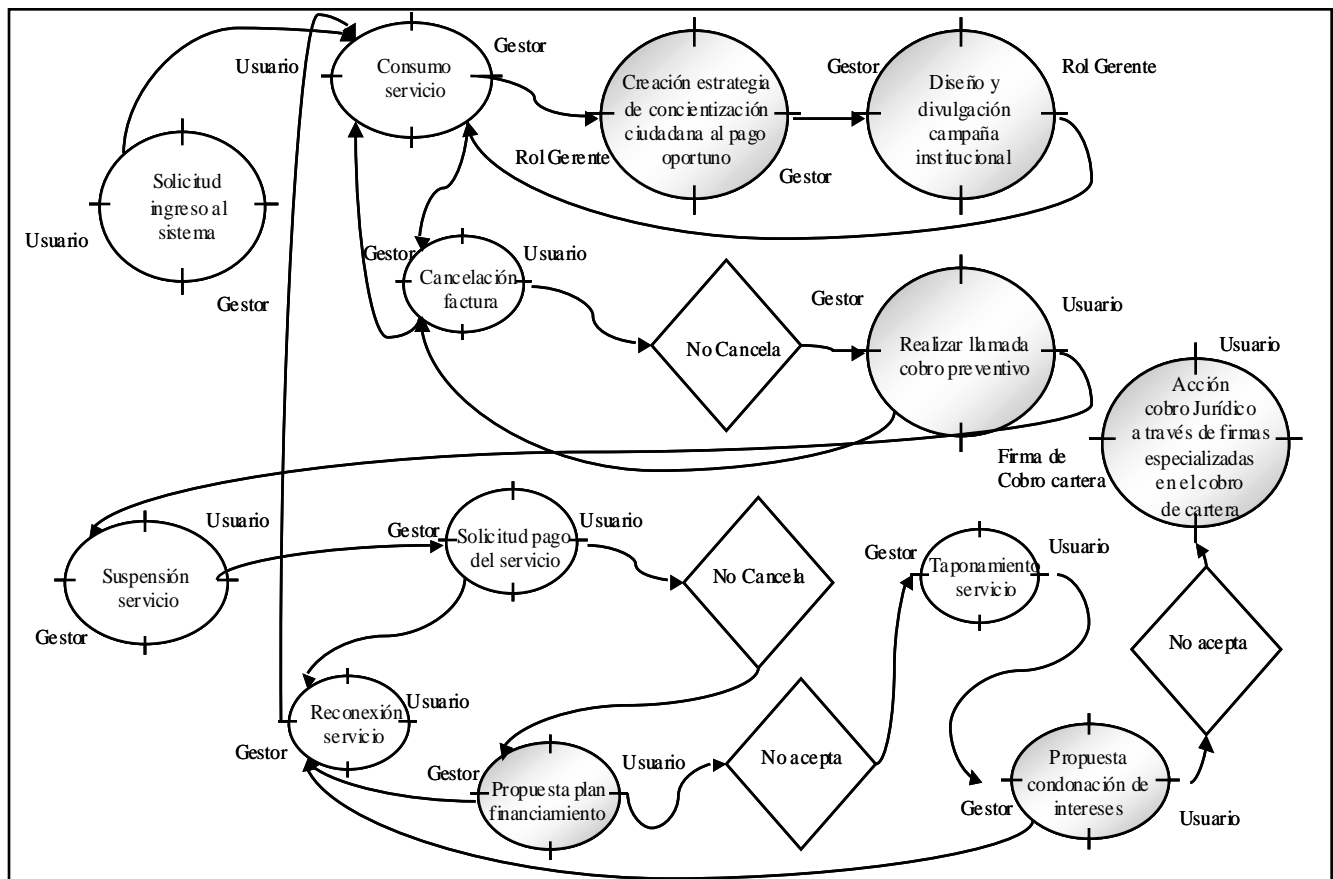 Gestor
Usuario
Consumo
servicio
Creación estrategia
de concientización
ciudadana al pago
oportuno
Gestor
Rol Gerente
Diseño y
divulgación
campaña
institucional
Rol Gerente
Gestor
Solicitud
ingreso al
sistema
Usuario
Gestor
Gestor
Usuario
Cancelación
factura
No Cancela
Gestor
Usuario
Realizar llamada
cobro preventivo
Usuario
Acción
cobro Jurídico
a través de firmas
especializadas
en el cobro
de cartera
Firma de
Cobro cartera
Usuario
Suspensión
servicio
Gestor
Gestor
Usuario
Solicitud pago
del servicio
No Cancela
Gestor
Usuario
Taponamiento
servicio
No acepta
Reconexión
servicio
Usuario
Gestor
Gestor
Usuario
Propuesta plan
financiamiento
No acepta
Propuesta
condonación de
intereses
Gestor
Usuario